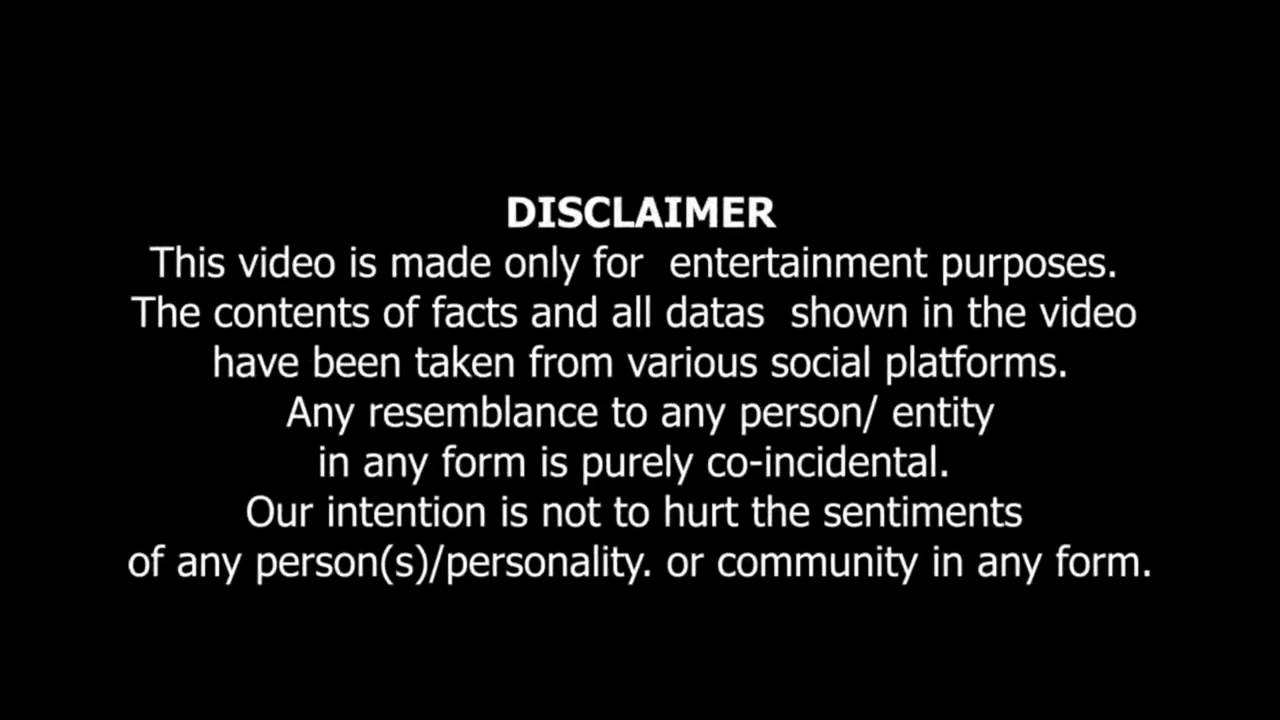 DISCLAIMER
This video is made only for  entertainment purposes.
The contents of facts and all datas  shown in the video
have been taken from various social platforms.
Any resemblance to any person/ entity
in any form is purely co-incidental.
Our intention is not to hurt the sentiments
of any person(s)/personality. or community in any form.